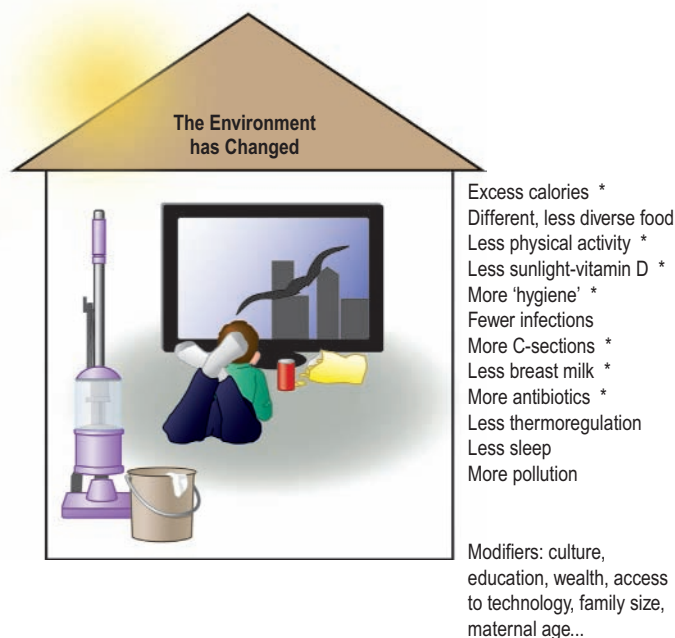 The Environment
has Changed
Excess calories *
Different, less diverse food
Less physical activity *
Less sunlight-vitamin D *
More ‘hygiene’ *
Fewer infections
More C-sections *
Less breast milk *
More antibiotics *
Less thermoregulation
Less sleep
More pollution
Modifiers: culture,
education, wealth, access
to technology, family size,
maternal age...